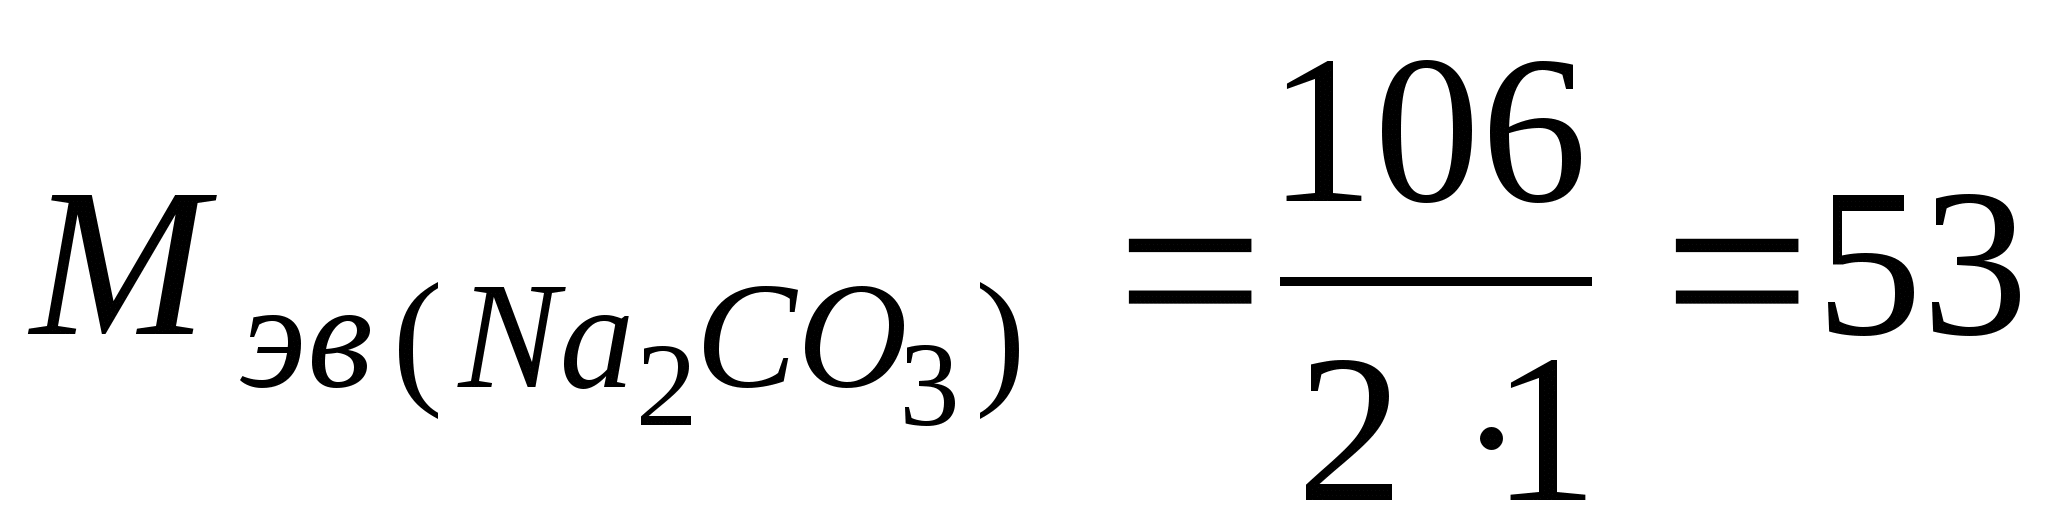 M эв (Na₂CO₃) = 106 / 2 · 1 = 53